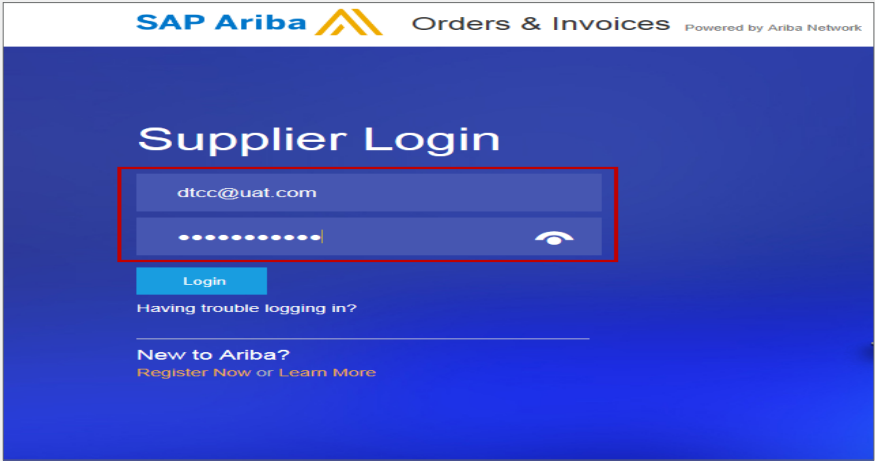 SAP Ariba Orders & Invoices Powered by Ariba Network
Supplier Login
dtcc@uat.com
●●●●●●●●●●●
Login
Having trouble logging in?
New to Ariba?
Register Now or Learn More